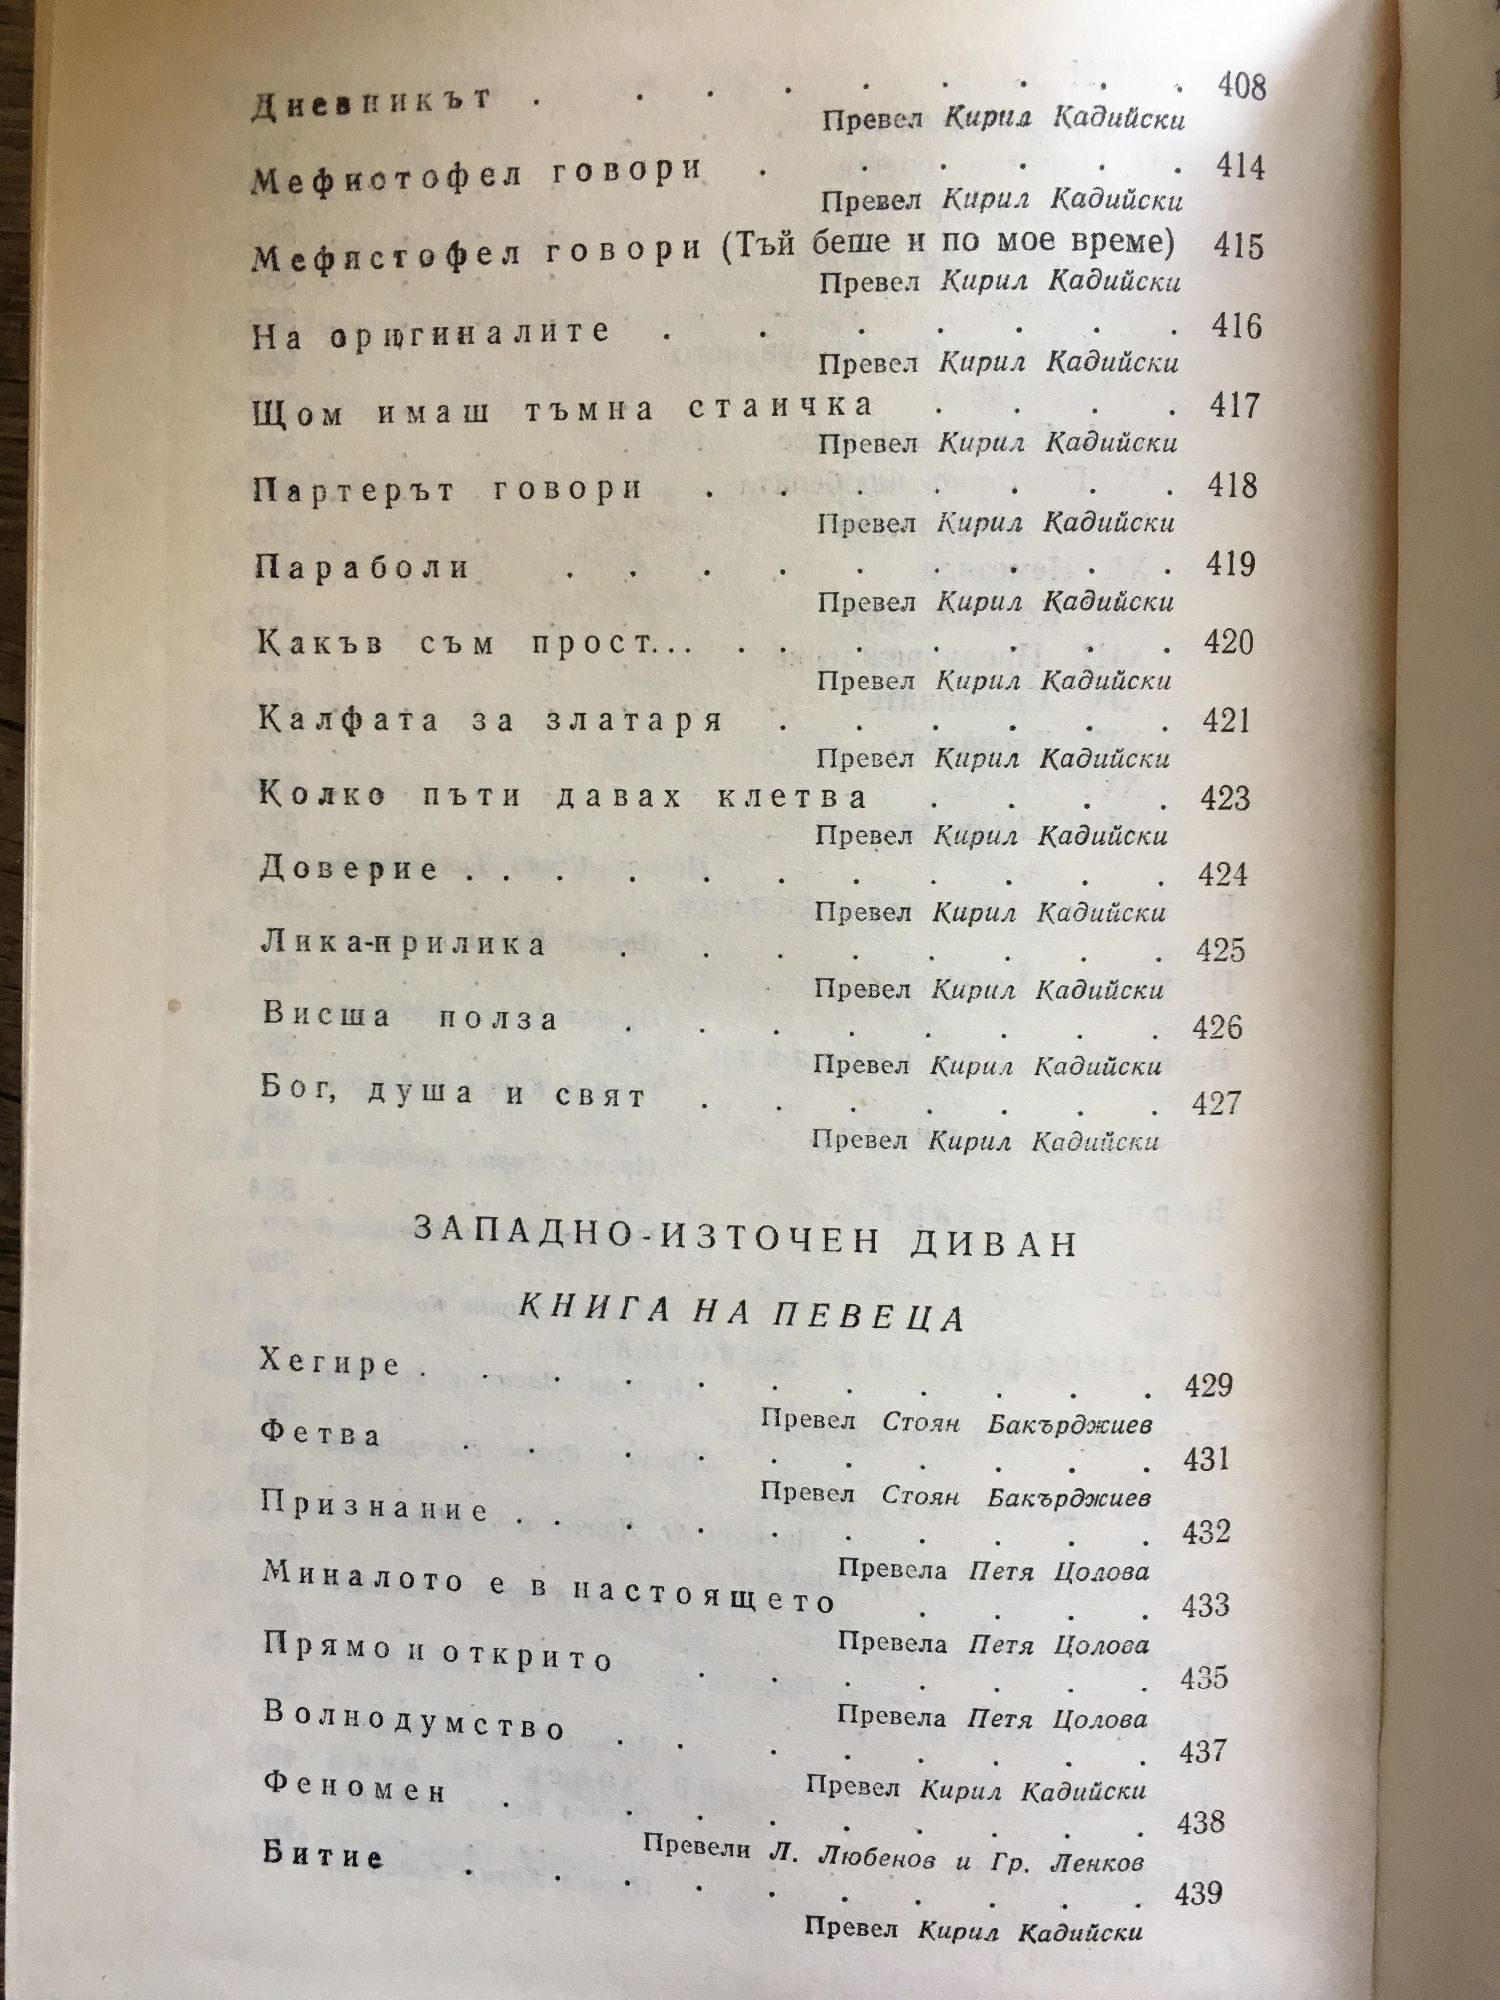 Дневникът . . . . . . . . . 408
Превел Кирил Кадийски
Мефистофел говори . . . . . . 414
Превел Кирил Кадийски
Мефистофел говори (Тъй беше и по мое време) 415
Превел Кирил Кадийски
На оригиналите . . . . . . . 416
Превел Кирил Кадийски
Щом имаш тъмна стаичка . . . . 417
Превел Кирил Кадийски
Партерът говори . . . . . . . 418
Превел Кирил Кадийски
Параболи . . . . . . . . . 419
Превел Кирил Кадийски
Какъв съм прост... . . . . . . . 420
Превел Кирил Кадийски
Калфата за златаря . . . . . . 421
Превел Кирил Кадийски
Колко пъти давах клетва . . . . 423
Превел Кирил Кадийски
Доверие . . . . . . . . . . . 424
Превел Кирил Кадийски
Лика-прилика . . . . . . . . 425
Превел Кирил Кадийски
Висша полза . . . . . . . . 426
Превел Кирил Кадийски
Бог, душа и свят . . . . . . . 427
Превел Кирил Кадийски
ЗАПАДНО-ИЗТОЧЕН ДИВАН
КНИГА НА ПЕВЕЦА
Хегире . . . . . . . . . . . 429
Превел Стоян Бакърджиев
Фетва . . . . . . . . . . 431
Превел Стоян Бакърджиев
Признание . . . . . . . . . . 432
Превела Петя Цолова
Миналото е в настоящето . . . . 433
Превела Петя Цолова
Прямо и открито . . . . . . . 435
Превела Петя Цолова
Волнодумство . . . . . . . . 437
Превел Кирил Кадийски
Феномен . . . . . . . . . 438
Превели Л. Любенов и Гр. Ленков
Битие . . . . . . . . . . 439
Превел Кирил Кадийски